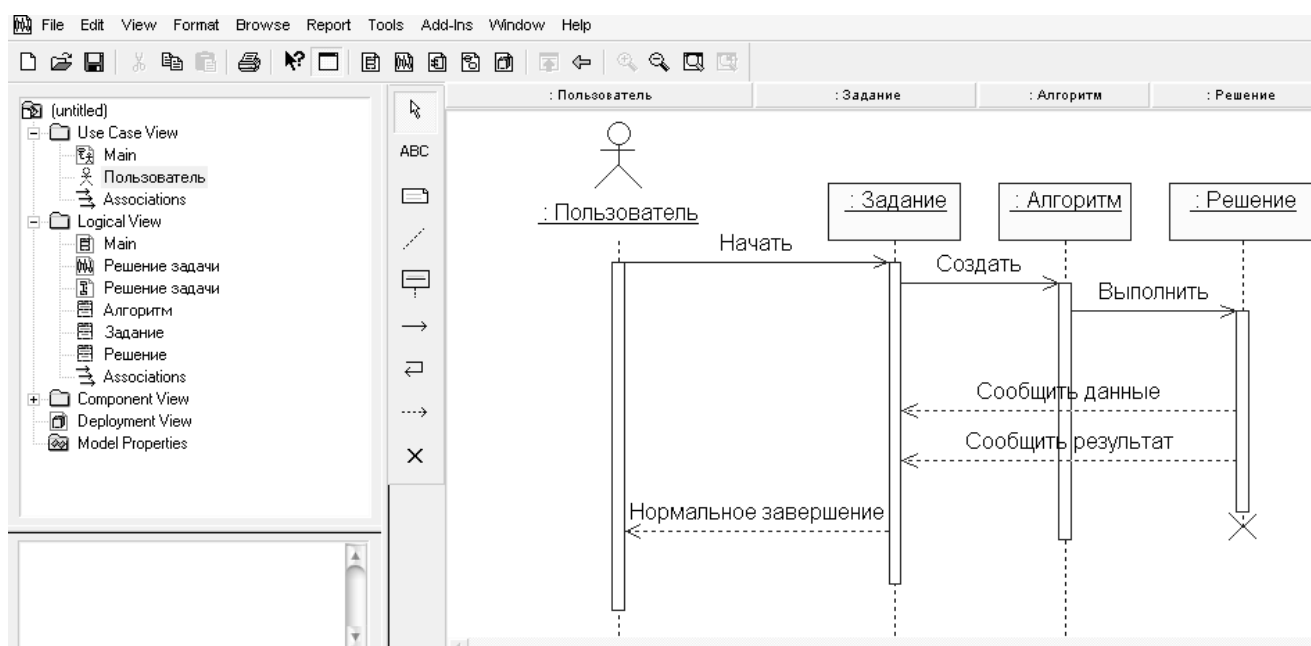 File Edit View Format Browse Report Tools Add-Ins Window Help
: Пользователь : Задание : Алгоритм : Решение
(untitled)
Use Case View
Main
Пользователь
Associations
Logical View
Main
Решение задачи
Решение задачи
Алгоритм
Задание
Решение
Associations
Component View
Deployment View
Model Properties
ABC
: Пользователь
: Задание
: Алгоритм
: Решение
Начать
Создать
Выполнить
Сообщить данные
Сообщить результат
Нормальное завершение